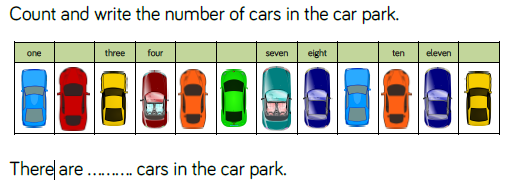 Count and write the number of cars in the car park.
one three four seven eight ten eleven
There are .......... cars in the car park.